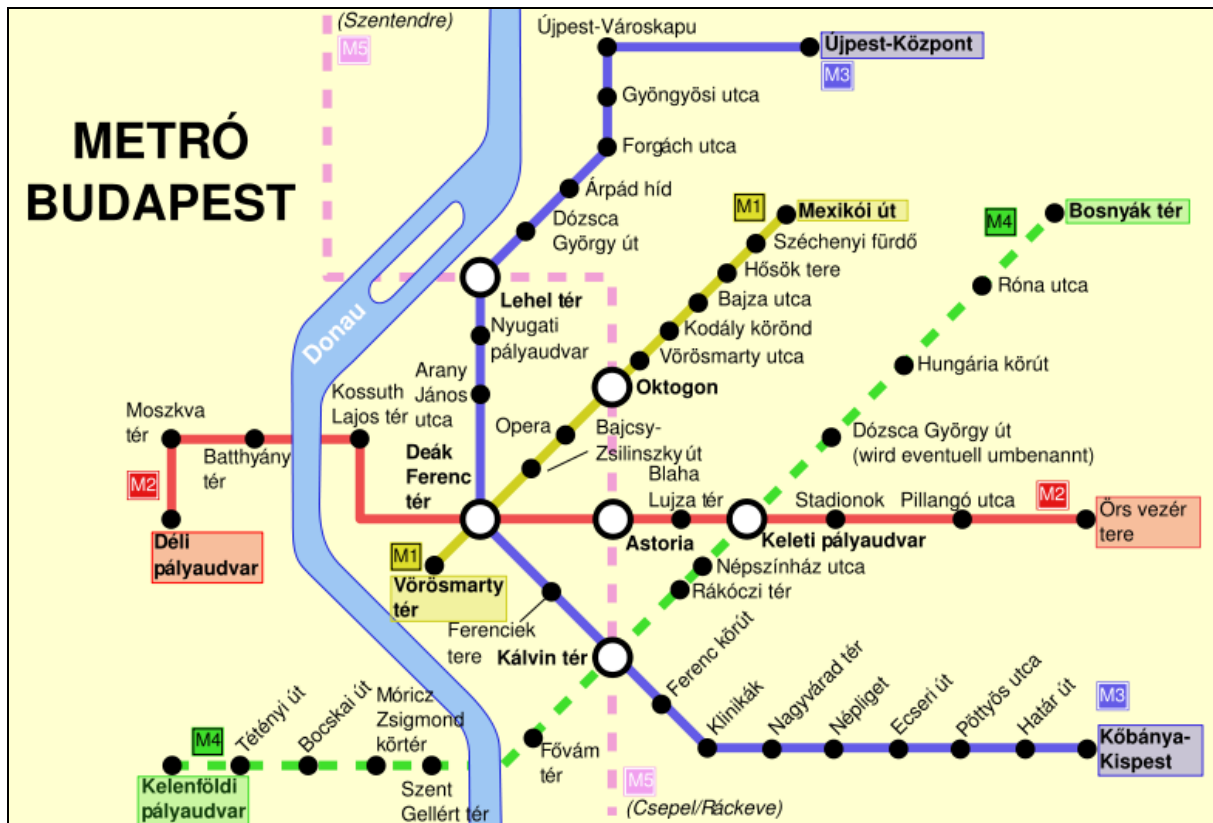 (Szentendre)
M5
METRÓ
BUDAPEST
Újpest-Városkapu
Újpest-Központ
M3
Gyöngyösi utca
Forgách utca
Árpád híd
Dózsca
György út
Lehel tér
Nyugati
pályaudvar
Arany
János
utca
M1
Mexikói út
Széchenyi fürdő
Hősök tere
Bajza utca
Kodály körönd
Vörösmarty utca
Oktogon
M4
Bosnyák tér
Róna utca
Hungária körút
Dózsca György út
(wird eventuell umbenannt)
Donau
Moszkva
tér
Batthyány
tér
Kossuth
Lajos tér
Opera
Bajcsy-
Zsilinszky út
Deák
Ferenc
tér
Blaha
Lujza tér
M2
Stadionok
Pillangó utca
M2
Örs vezér
tere
Déli
pályaudvar
Astoria
Keleti pályaudvar
M1
Vörösmarty
tér
Népszínház utca
Rákóczi tér
Ferenciek
tere
Kálvin tér
Ferenc körút
Klinikák
Nagyvárad tér
Népliget
Ecseri út
Pöttyös utca
Határ út
M3
Kőbánya-
Kispest
M4
Tétényi út
Bocskai út
Móricz
Zsigmond
körtér
Fővám
tér
Kelenföldi
pályaudvar
Szent
Gellért tér
M5
(Csepel/Ráckeve)